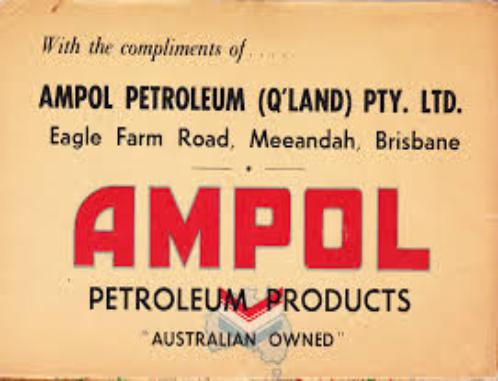 With the compliments of . . . . .
AMPOL PETROLEUM (Q'LAND) PTY. LTD.
Eagle Farm Road, Meeandah, Brisbane
AMPOL
PETROLEUM PRODUCTS
"AUSTRALIAN OWNED"